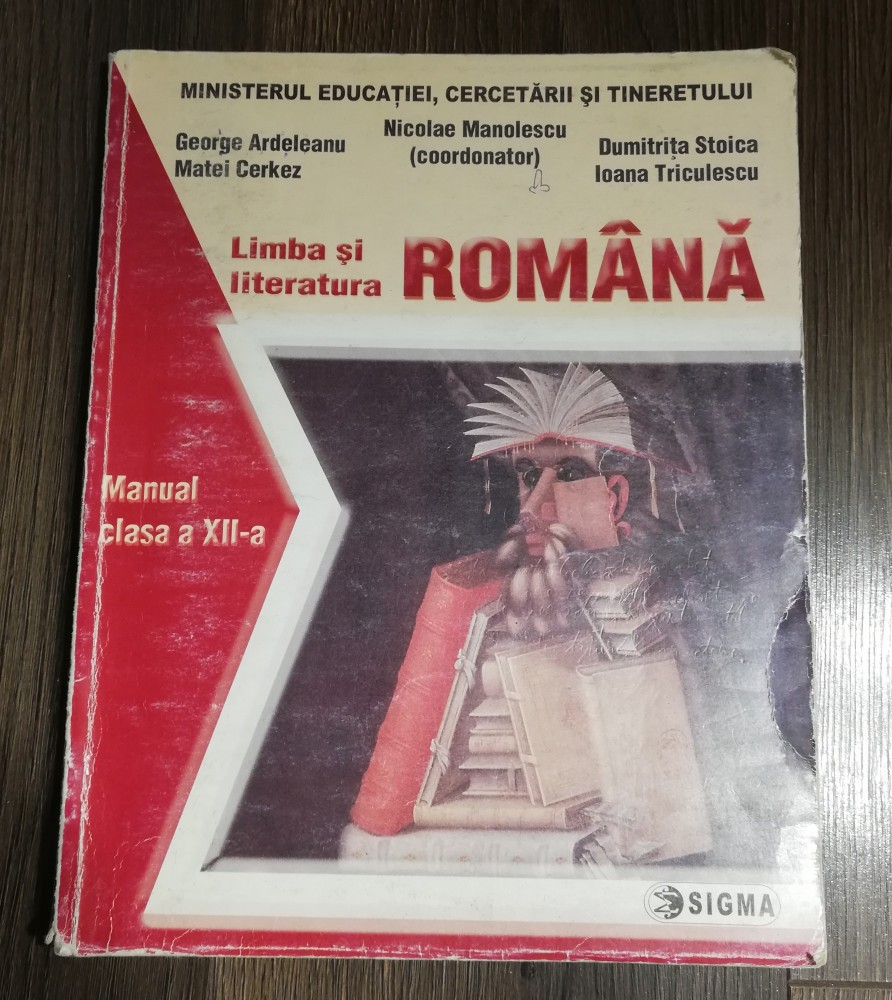 MINISTERUL EDUCAȚIEI, CERCETĂRII ȘI TINERETULUI
Nicolae Manolescu
(coordonator)
George Ardeleanu
Matei Cerkez
Dumitrița Stoica
Ioana Triculescu
Limba și
literatura
ROMÂNĂ
Manual
clasa a XII-a
SIGMA